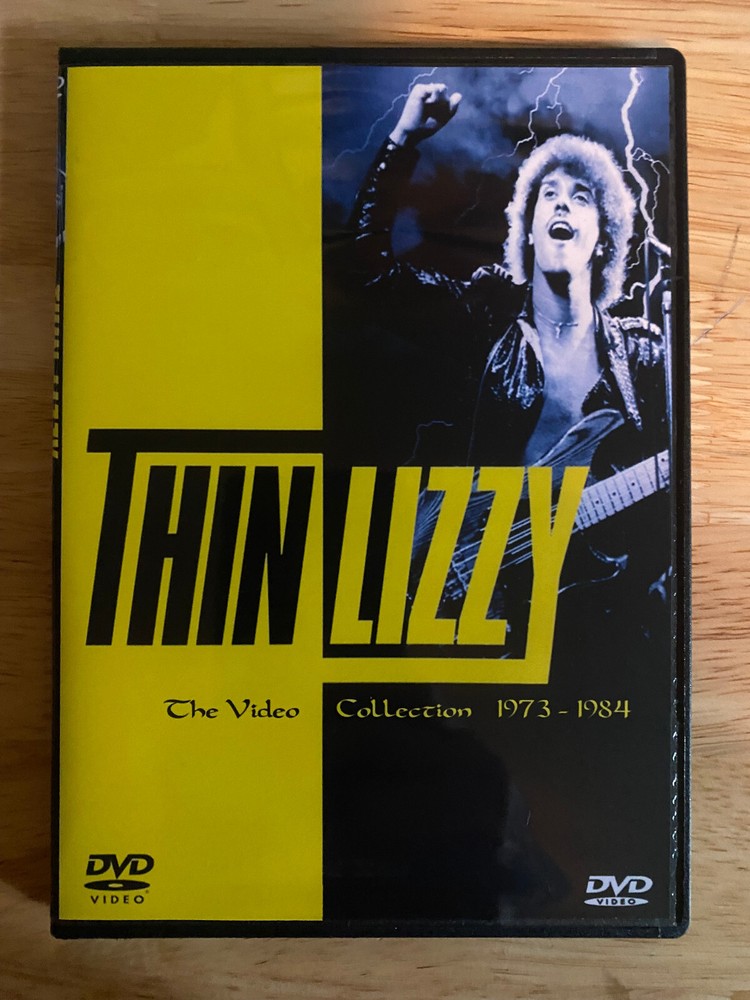 THIN LIZZY
The Video Collection 1973 - 1984
DVD
VIDEO
DVD
VIDEO